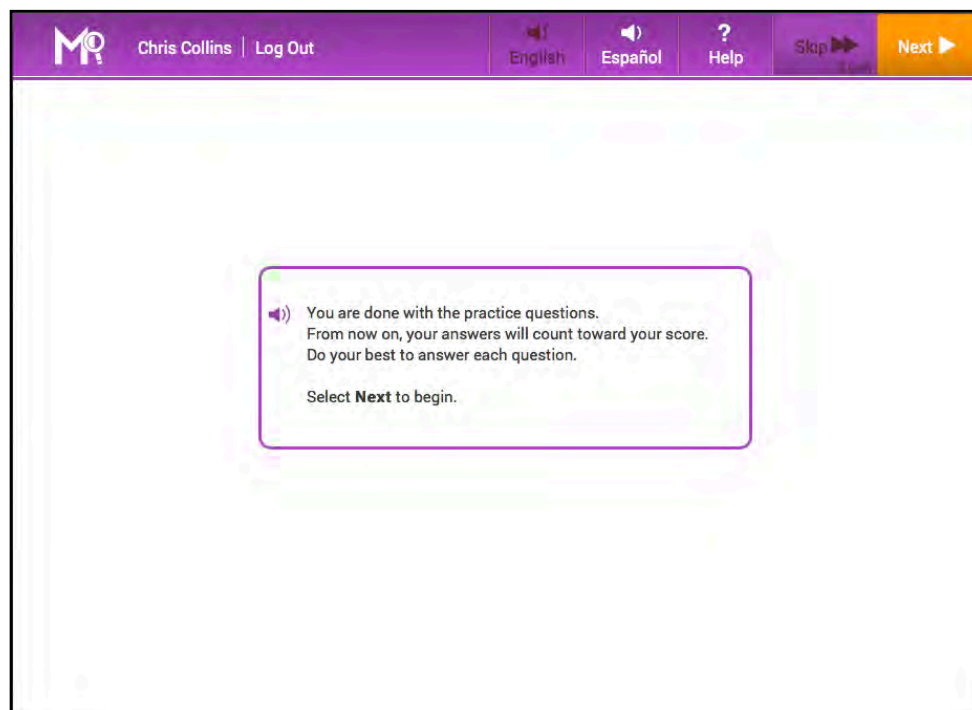 MI
Chris Collins | Log Out
English
Español
?
Help
Skip
Next
You are done with the practice questions.
From now on, your answers will count toward your score.
Do your best to answer each question.
Select Next to begin.